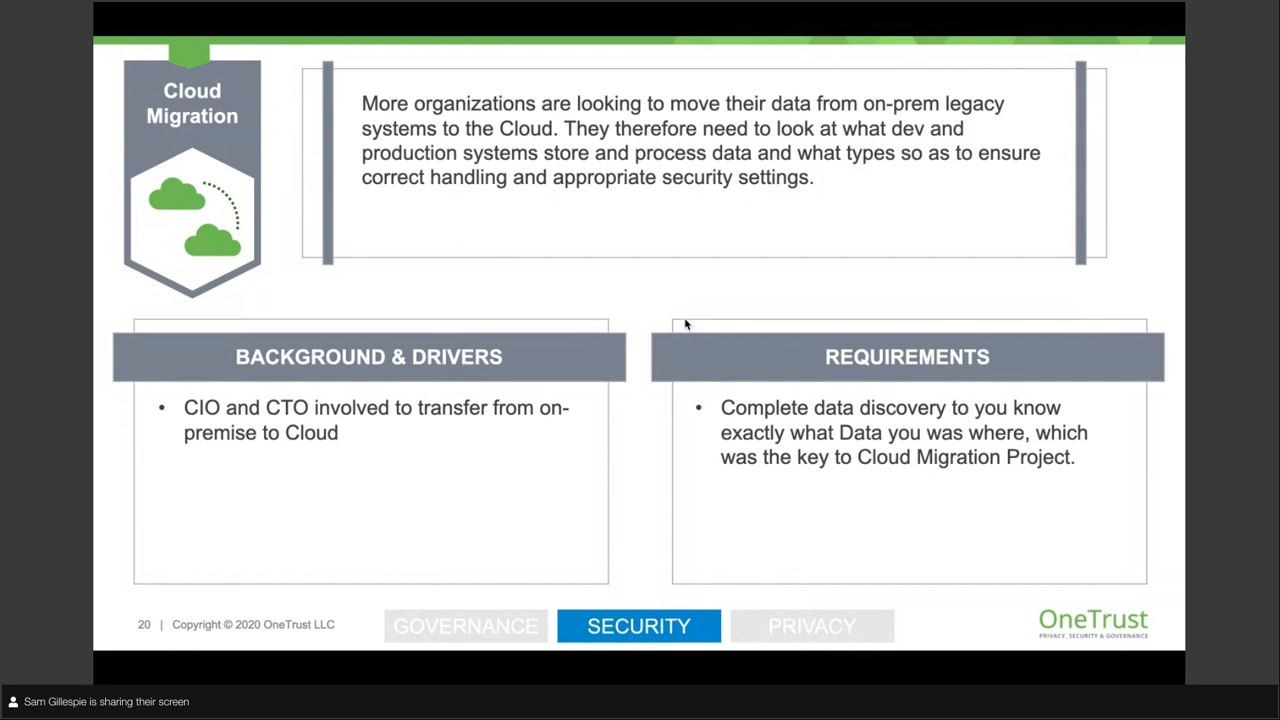 Cloud
Migration
More organizations are looking to move their data from on-prem legacy
systems to the Cloud. They therefore need to look at what dev and
production systems store and process data and what types so as to ensure
correct handling and appropriate security settings.
BACKGROUND & DRIVERS
• CIO and CTO involved to transfer from on-
premise to Cloud
REQUIREMENTS
• Complete data discovery to you know
exactly what Data you was where, which
was the key to Cloud Migration Project.
20 | Copyright © 2020 OneTrust LLC
GOVERNANCE
SECURITY
PRIVACY
OneTrust
PRIVACY, SECURITY & GOVERNANCE
Sam Gillespie is sharing their screen